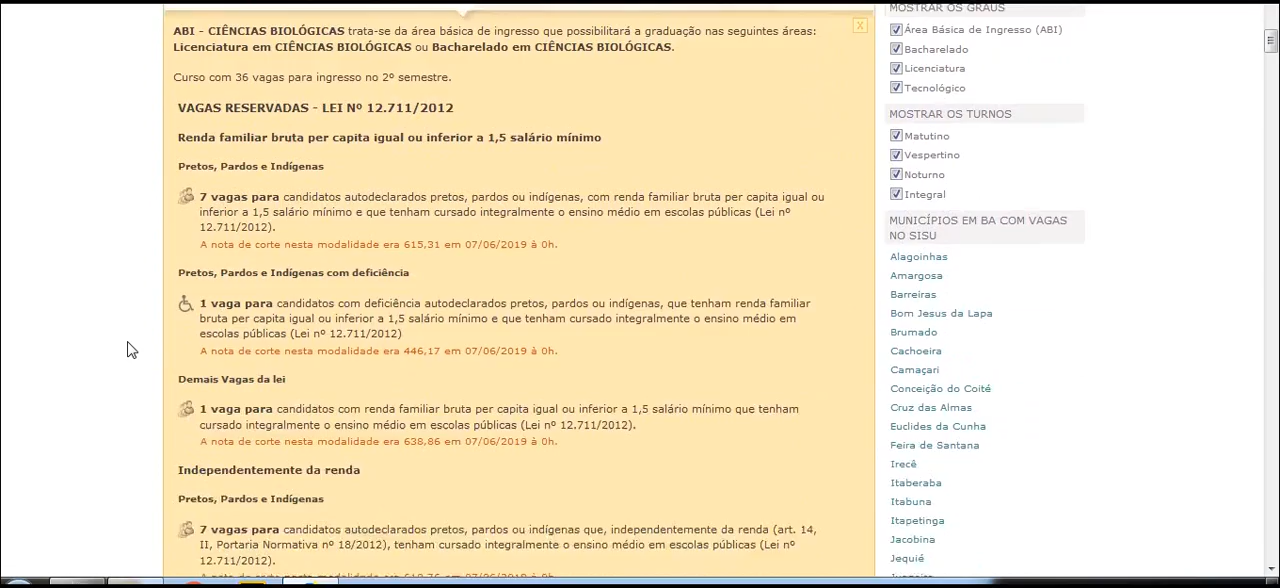 ABI - CIÊNCIAS BIOLÓGICAS trata-se da área básica de ingresso que possibilitará a graduação nas seguintes áreas:
Licenciatura em CIÊNCIAS BIOLÓGICAS ou Bacharelado em CIÊNCIAS BIOLÓGICAS.
X
Curso com 36 vagas para ingresso no 2º semestre.
VAGAS RESERVADAS - LEI Nº 12.711/2012
Renda familiar bruta per capita igual ou inferior a 1,5 salário mínimo
Pretos, Pardos e Indígenas
7 vagas para candidatos autodeclarados pretos, pardos ou indígenas, com renda familiar bruta per capita igual ou
inferior a 1,5 salário mínimo e que tenham cursado integralmente o ensino médio em escolas públicas (Lei nº
12.711/2012).
A nota de corte nesta modalidade era 615,31 em 07/06/2019 à 0h.
Pretos, Pardos e Indígenas com deficiência
1 vaga para candidatos com deficiência autodeclarados pretos, pardos ou indígenas, que tenham renda familiar
bruta per capita igual ou inferior a 1,5 salário mínimo e que tenham cursado integralmente o ensino médio em
escolas públicas (Lei nº 12.711/2012)
A nota de corte nesta modalidade era 446,17 em 07/06/2019 à 0h.
Demais Vagas da lei
1 vaga para candidatos com renda familiar bruta per capita igual ou inferior a 1,5 salário mínimo que tenham
cursado integralmente o ensino médio em escolas públicas (Lei nº 12.711/2012).
A nota de corte nesta modalidade era 638,86 em 07/06/2019 à 0h.
Independentemente da renda
Pretos, Pardos e Indígenas
7 vagas para candidatos autodeclarados pretos, pardos ou indígenas que, independentemente da renda (art. 14,
II, Portaria Normativa nº 18/2012), tenham cursado integralmente o ensino médio em escolas públicas (Lei nº
12.711/2012).
MOSTRAR OS GRAUS
Área Básica de Ingresso (ABI)
Bacharelado
Licenciatura
Tecnológico
MOSTRAR OS TURNOS
Matutino
Vespertino
Noturno
Integral
MUNICÍPIOS EM BA COM VAGAS
NO SISU
Alagoinhas
Amargosa
Barreiras
Bom Jesus da Lapa
Brumado
Cachoeira
Camaçari
Conceição do Coité
Cruz das Almas
Euclides da Cunha
Feira de Santana
Irecê
Itaberaba
Itabuna
Itapetinga
Jacobina
Jequié